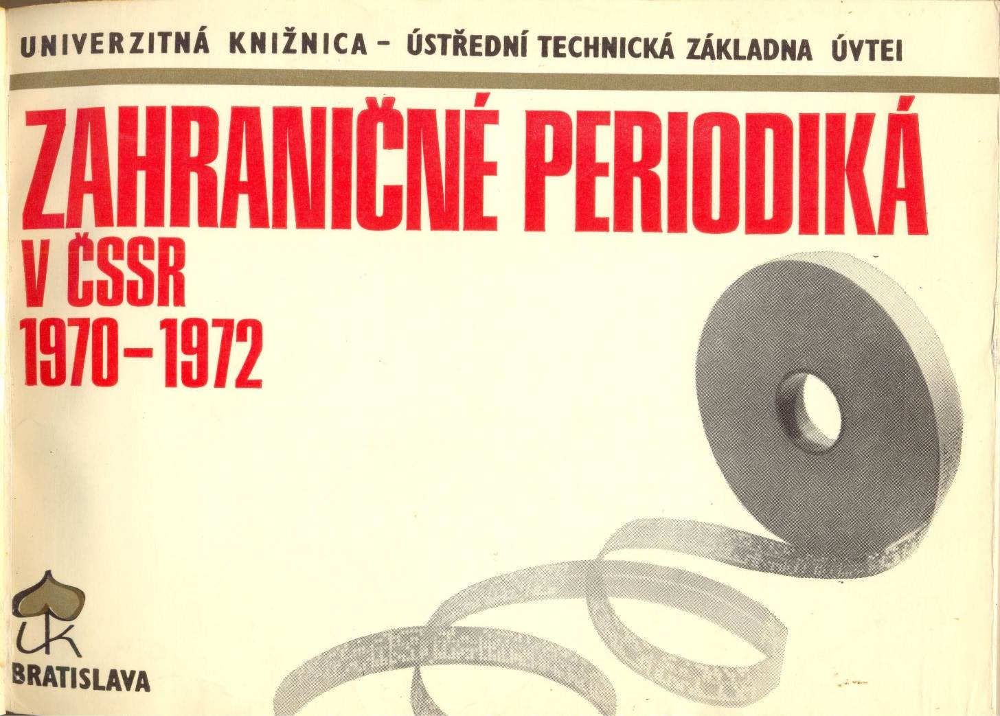 UNIVERZITNÁ KNIŽNICA - ÚSTŘEDNÍ TECHNICKÁ ZÁKLADNA ÚVTEI
ZAHRANIČNÉ PERIODIKÁ
V ČSSR
1970-1972
UK
BRATISLAVA